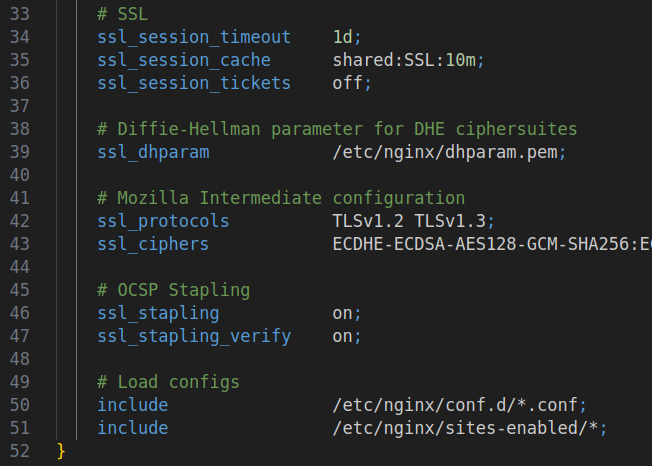 33 # SSL
34 ssl_session_timeout 1d;
35 ssl_session_cache shared:SSL:10m;
36 ssl_session_tickets off;
37
38 # Diffie-Hellman parameter for DHE ciphersuites
39 ssl_dhparam /etc/nginx/dhparam.pem;
40
41 # Mozilla Intermediate configuration
42 ssl_protocols TLSv1.2 TLSv1.3;
43 ssl_ciphers ECDHE-ECDSA-AES128-GCM-SHA256:E
44
45 # OCSP Stapling
46 ssl_stapling on;
47 ssl_stapling_verify on;
48
49 # Load configs
50 include /etc/nginx/conf.d/*.conf;
51 include /etc/nginx/sites-enabled/*;
52 }